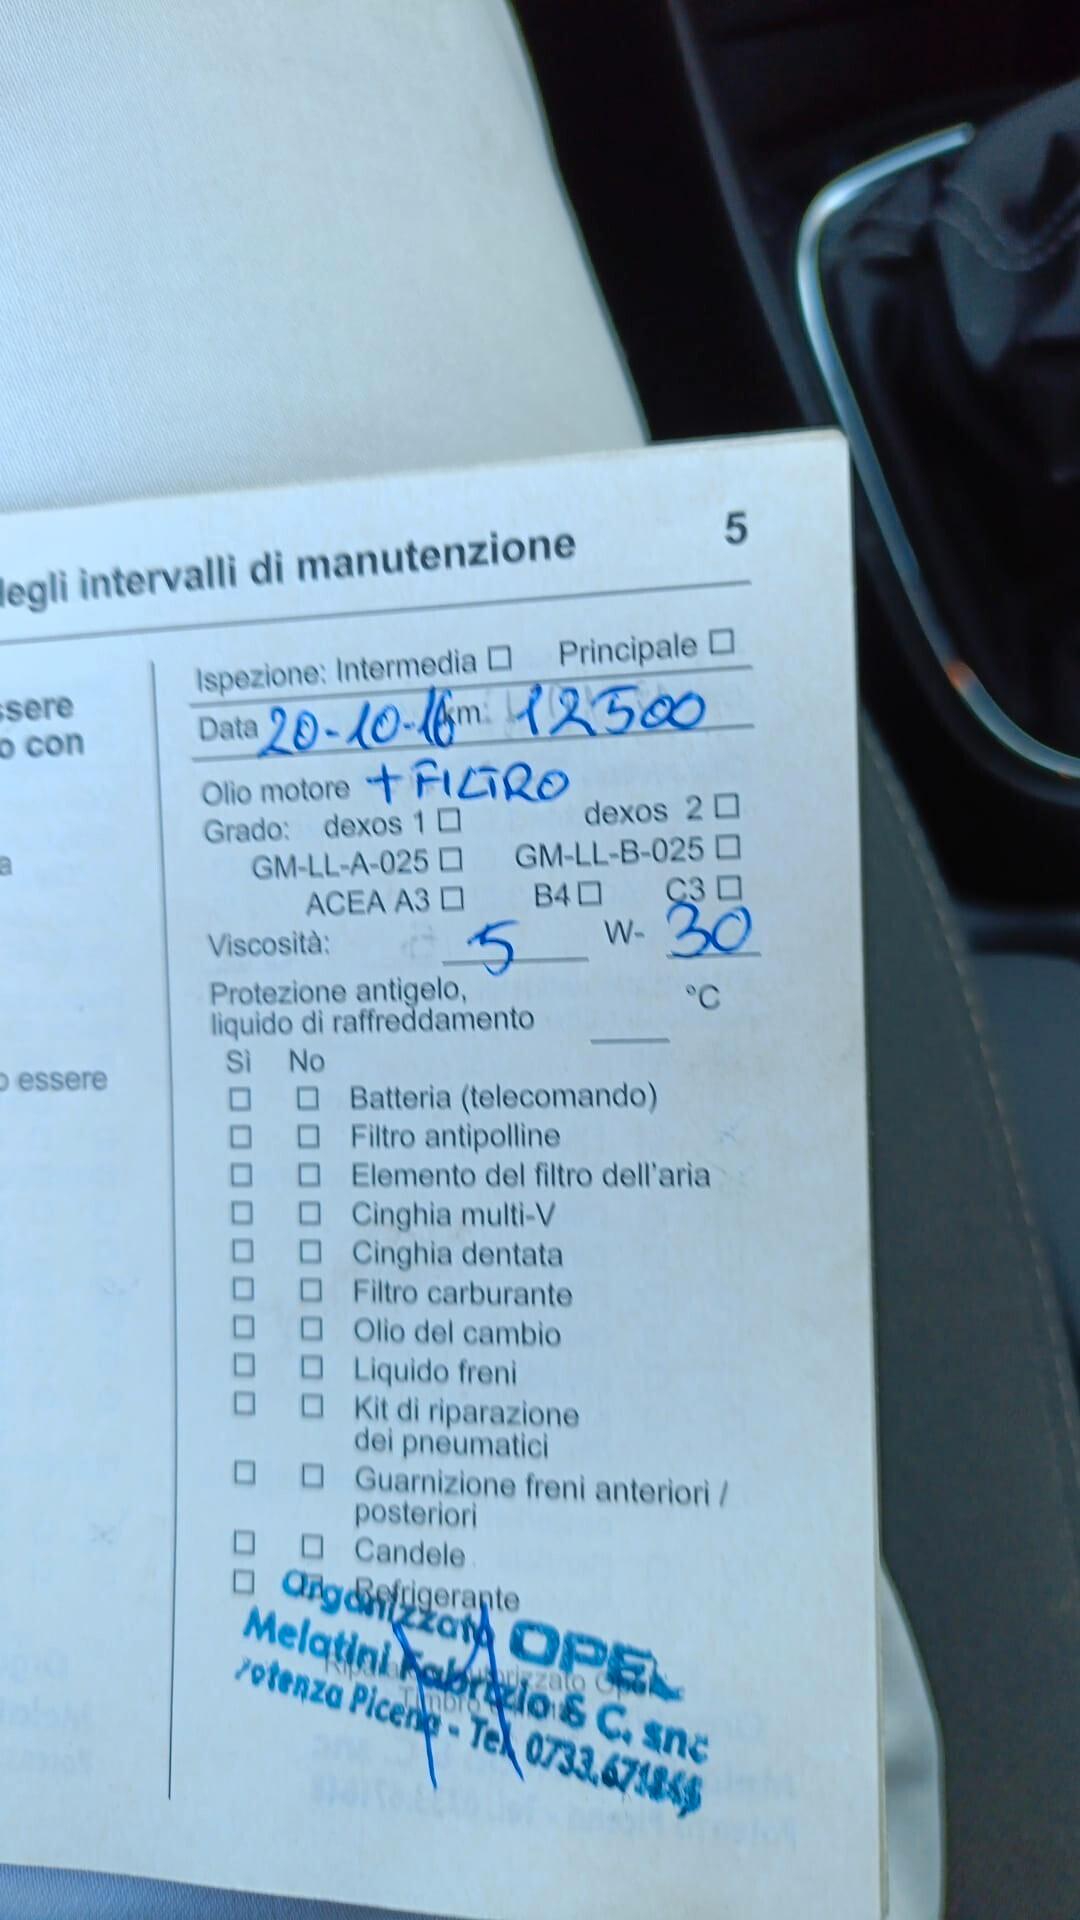 degli intervalli di manutenzione 5
ssere
o con
a
o essere
Ispezione: Intermedia ☐ Principale ☐
Data 20-10-16 km: 12500
Olio motore + FILTRO
Grado: dexos 1 ☐ dexos 2 ☐
GM-LL-A-025 ☐ GM-LL-B-025 ☐
ACEA A3 ☐ B4 ☐ C3 ☐
Viscosità: 5 W- 30
Protezione antigelo, °C
liquido di raffreddamento
Sì No
☐ ☐ Batteria (telecomando)
☐ ☐ Filtro antipolline
☐ ☐ Elemento del filtro dell'aria
☐ ☐ Cinghia multi-V
☐ ☐ Cinghia dentata
☐ ☐ Filtro carburante
☐ ☐ Olio del cambio
☐ ☐ Liquido freni
☐ ☐ Kit di riparazione
dei pneumatici
☐ ☐ Guarnizione freni anteriori /
posteriori
☐ ☐ Candele
☐ ☐ Refrigerante
Organizzato OPEL
Melatini Fabrizio & C. snc
Potenza Picena - Tel. 0733.671848